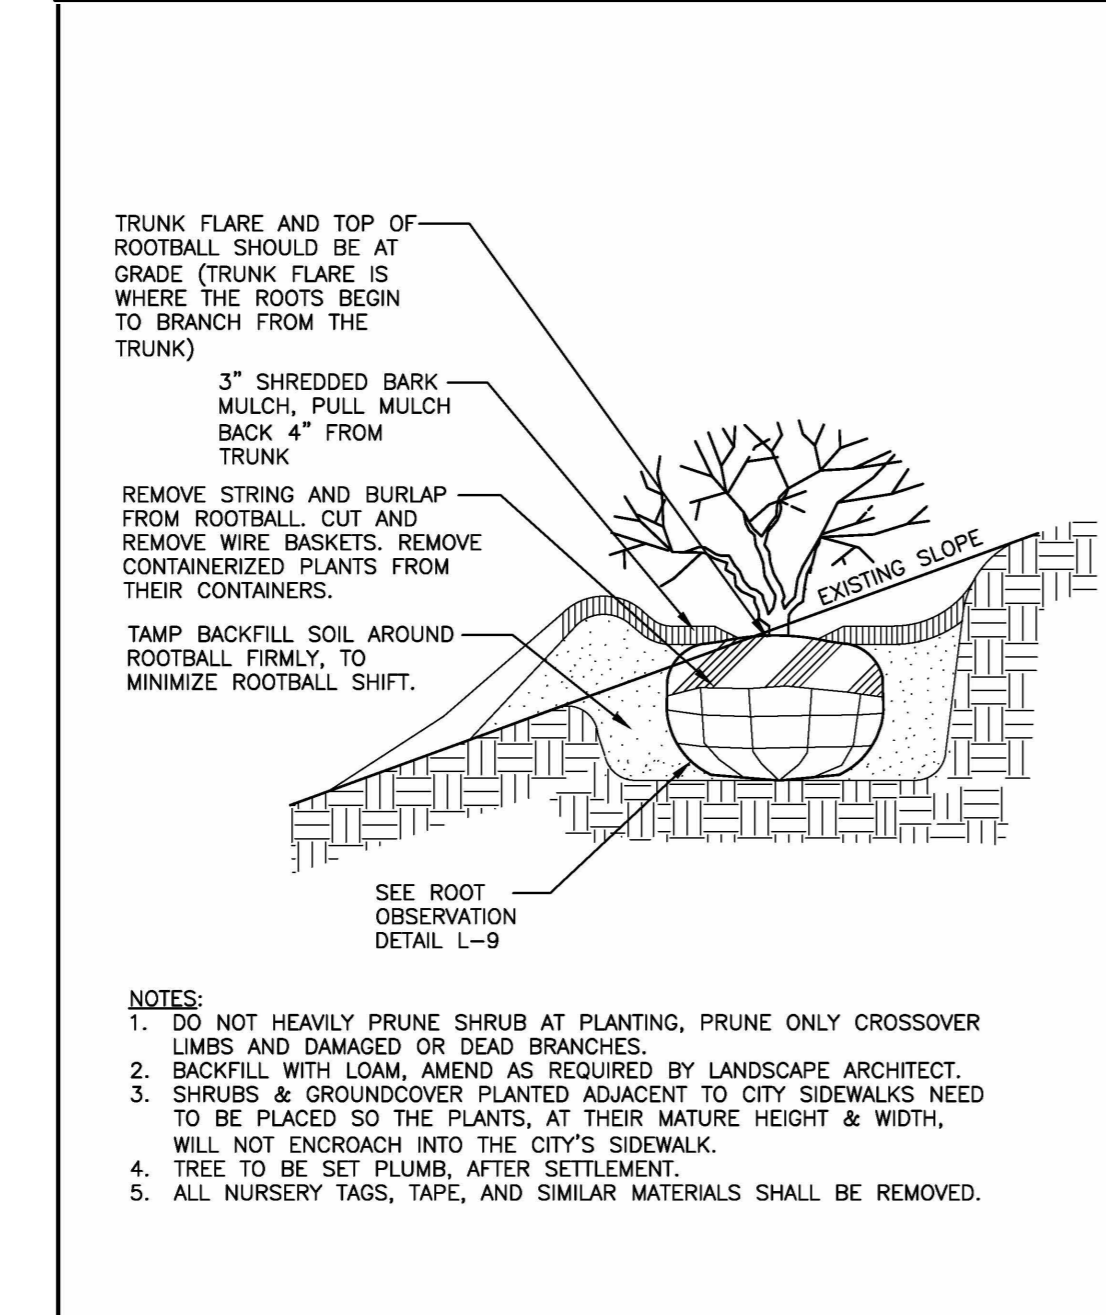 TRUNK FLARE AND TOP OF
ROOTBALL SHOULD BE AT
GRADE (TRUNK FLARE IS
WHERE THE ROOTS BEGIN
TO BRANCH FROM THE
TRUNK)
3" SHREDDED BARK
MULCH, PULL MULCH
BACK 4" FROM
TRUNK
REMOVE STRING AND BURLAP
FROM ROOTBALL. CUT AND
REMOVE WIRE BASKETS. REMOVE
CONTAINERIZED PLANTS FROM
THEIR CONTAINERS.
EXISTING SLOPE
TAMP BACKFILL SOIL AROUND
ROOTBALL FIRMLY, TO
MINIMIZE ROOTBALL SHIFT.
SEE ROOT
OBSERVATION
DETAIL L-9
NOTES:
1. DO NOT HEAVILY PRUNE SHRUB AT PLANTING, PRUNE ONLY CROSSOVER
LIMBS AND DAMAGED OR DEAD BRANCHES.
2. BACKFILL WITH LOAM, AMEND AS REQUIRED BY LANDSCAPE ARCHITECT.
3. SHRUBS & GROUNDCOVER PLANTED ADJACENT TO CITY SIDEWALKS NEED
TO BE PLACED SO THE PLANTS, AT THEIR MATURE HEIGHT & WIDTH,
WILL NOT ENCROACH INTO THE CITY'S SIDEWALK.
4. TREE TO BE SET PLUMB, AFTER SETTLEMENT.
5. ALL NURSERY TAGS, TAPE, AND SIMILAR MATERIALS SHALL BE REMOVED.